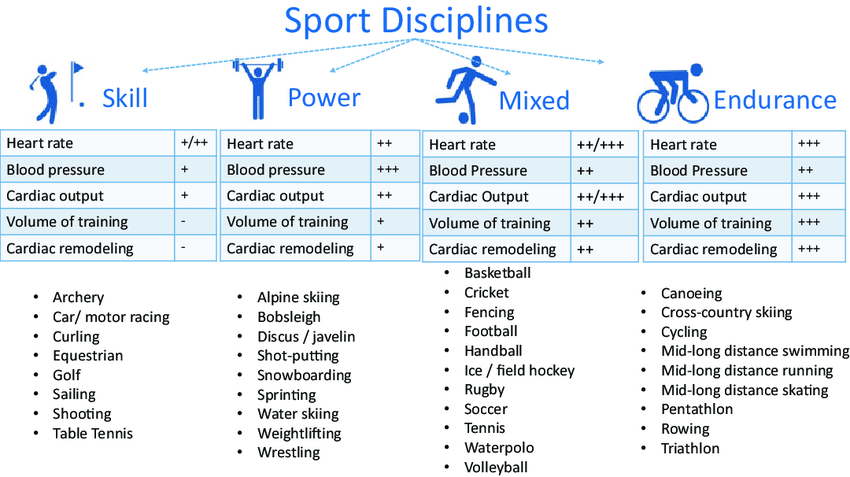 Sport Disciplines
Skill
Heart rate +/++
Blood pressure +
Cardiac output +
Volume of training -
Cardiac remodeling -
• Archery
• Car/ motor racing
• Curling
• Equestrian
• Golf
• Sailing
• Shooting
• Table Tennis
Power
Heart rate ++
Blood pressure +++
Cardiac output ++
Volume of training +
Cardiac remodeling +
• Alpine skiing
• Bobsleigh
• Discus / javelin
• Shot-putting
• Snowboarding
• Sprinting
• Water skiing
• Weightlifting
• Wrestling
Mixed
Heart rate ++/+++
Blood Pressure ++
Cardiac Output ++/+++
Volume of training ++
Cardiac remodeling ++
• Basketball
• Cricket
• Fencing
• Football
• Handball
• Ice / field hockey
• Rugby
• Soccer
• Tennis
• Waterpolo
• Volleyball
Endurance
Heart rate +++
Blood Pressure ++
Cardiac output +++
Volume of training +++
Cardiac remodeling +++
• Canoeing
• Cross-country skiing
• Cycling
• Mid-long distance swimming
• Mid-long distance running
• Mid-long distance skating
• Pentathlon
• Rowing
• Triathlon